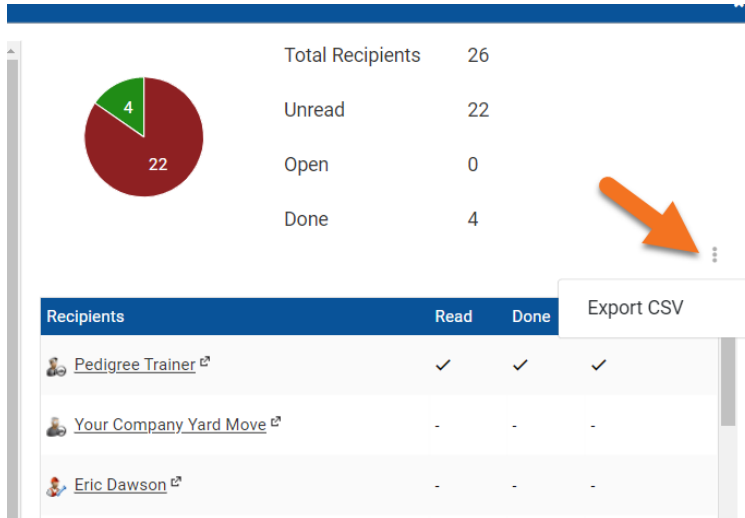 Total Recipients 26
4
Unread 22
22
Open 0
Done 4
Export CSV
Recipients Read Done
Pedigree Trainer ✓ ✓ ✓
Your Company Yard Move - - -
Eric Dawson - - -